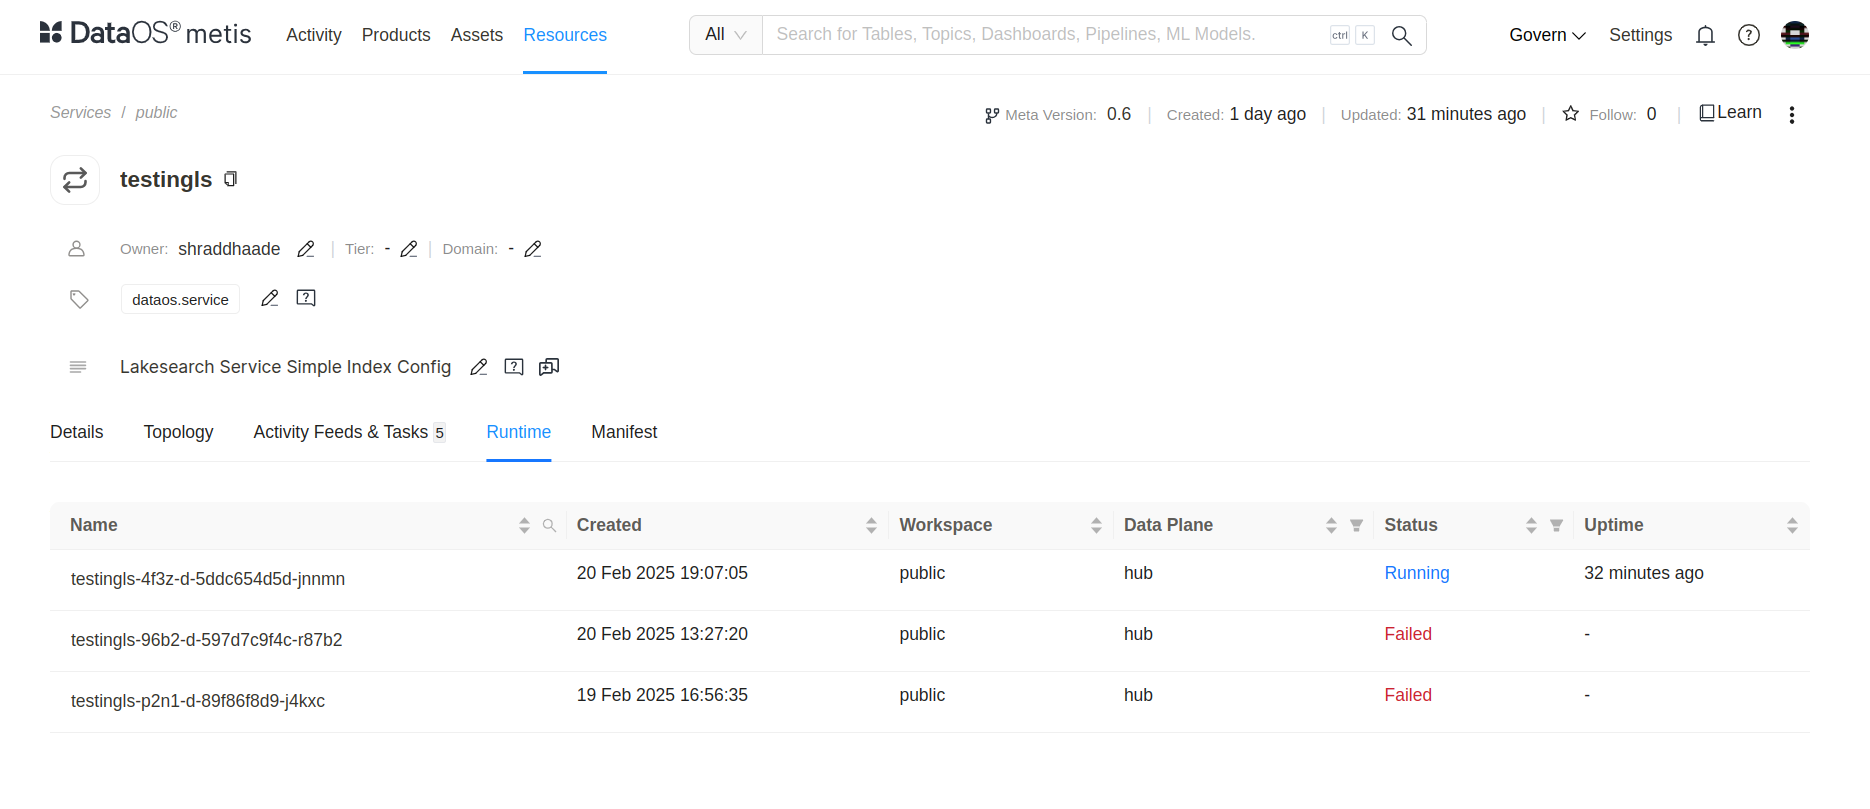 DataOS® metis Activity Products Assets Resources All Search for Tables, Topics, Dashboards, Pipelines, ML Models. ctrl K Govern Settings ?
Services / public Meta Version: 0.6 | Created: 1 day ago | Updated: 31 minutes ago | Follow: 0 | Learn
testingls
Owner: shraddhaade | Tier: - | Domain: -
dataos.service ?
Lakesearch Service Simple Index Config ?
Details Topology Activity Feeds & Tasks 5 Runtime Manifest
Name Created Workspace Data Plane Status Uptime
testingls-4f3z-d-5ddc654d5d-jnnmn 20 Feb 2025 19:07:05 public hub Running 32 minutes ago
testingls-96b2-d-597d7c9f4c-r87b2 20 Feb 2025 13:27:20 public hub Failed -
testingls-p2n1-d-89f86f8d9-j4kxc 19 Feb 2025 16:56:35 public hub Failed -